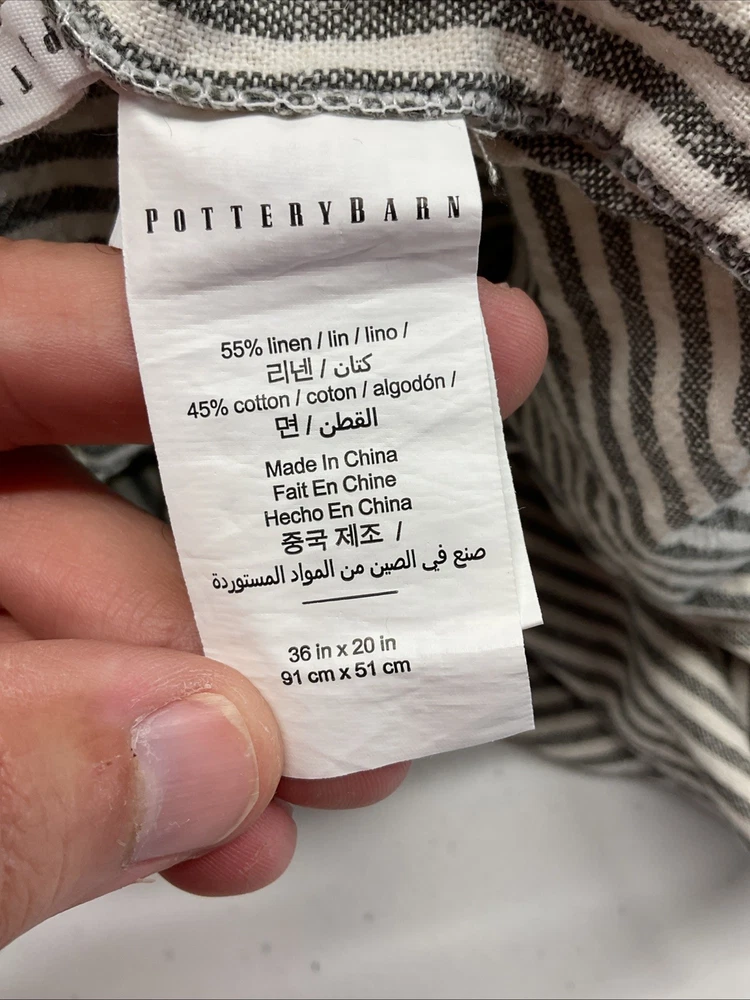 POTTERYBARN
55% linen / lin / lino /
리넨 / كتان
45% cotton / coton / algodón /
면 / القطن
Made In China
Fait En Chine
Hecho En China
중국 제조 /
صنع في الصين من المواد المستوردة
36 in x 20 in
91 cm x 51 cm